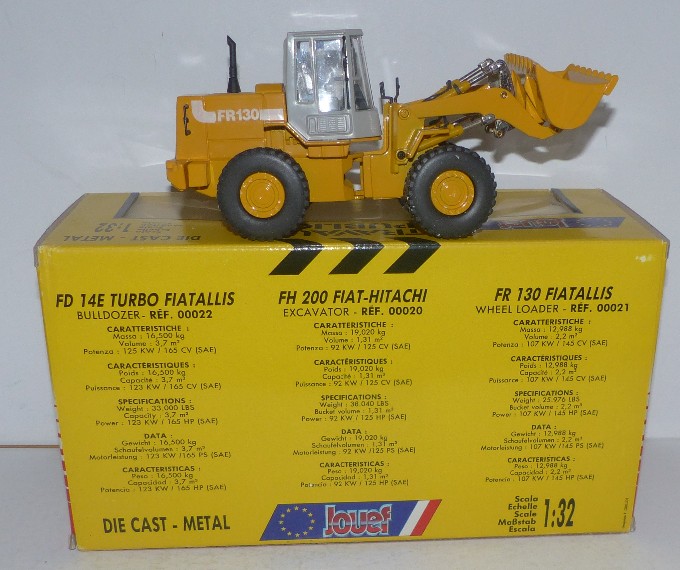 FR130
DIE CAST - METAL
1:32
TRAVAUX
PUBLICS
Jouef
FD 14E TURBO FIATALLIS
BULLDOZER - RÉF. 00022
CARATTERISTICHE :
Massa : 16,500 kg
Volume : 3,7 m³
Potenza : 125 KW / 165 CV (SAE)
CARACTÉRISTIQUES :
Poids : 16,500 kg
Capacité : 3,7 m³
Puissance : 123 KW / 165 CV (SAE)
SPECIFICATIONS :
Weight : 33.000 LBS
Capacity : 3,7 m³
Power : 123 KW / 165 HP (SAE)
DATA :
Gewicht : 16,500 kg
Schaufelvolumen : 3,7 m³
Motorleistung : 123 KW / 165 PS (SAE)
CARACTERISTICAS :
Peso : 16,500 kg
Capacidad : 3,7 m³
Potencia : 123 KW / 165 HP (SAE)
FH 200 FIAT-HITACHI
EXCAVATOR - RÉF. 00020
CARATTERISTICHE :
Massa : 19,020 kg
Volume : 1,31 m³
Potenza : 92 KW / 125 CV (SAE)
CARACTÉRISTIQUES :
Poids : 19,020 kg
Capacité : 1,31 m³
Puissance : 92 KW / 125 CV (SAE)
SPECIFICATIONS :
Weight : 38.040 LBS
Bucket volume : 1,31 m³
Power : 92 KW / 125 HP (SAE)
DATA :
Gewicht : 19,020 kg
Schaufelvolumen : 1,31 m³
Motorleistung : 92 KW / 125 PS (SAE)
CARACTERISTICAS :
Peso : 19,020 kg
Capacidad : 1,31 m³
Potencia : 92 KW / 125 HP (SAE)
FR 130 FIATALLIS
WHEEL LOADER - RÉF. 00021
CARATTERISTICHE :
Massa : 12,988 kg
Volume : 2,2 m³
Potenza : 107 KW / 145 CV (SAE)
CARACTÉRISTIQUES :
Poids : 12,988 kg
Capacité : 2,2 m³
Puissance : 107 KW / 145 CV (SAE)
SPECIFICATIONS :
Weight : 25.976 LBS
Bucket volume : 2,2 m³
Power : 107 KW / 145 HP (SAE)
DATA :
Gewicht : 12,988 kg
Schaufelvolumen : 2,2 m³
Motorleistung : 107 KW / 145 PS (SAE)
CARACTERISTICAS :
Peso : 12,988 kg
Capacidad : 2,2 m³
Potencia : 107 KW / 145 HP (SAE)
DIE CAST - METAL
Jouef
Scala
Echelle
Scale
Maßstab
Escala
1:32